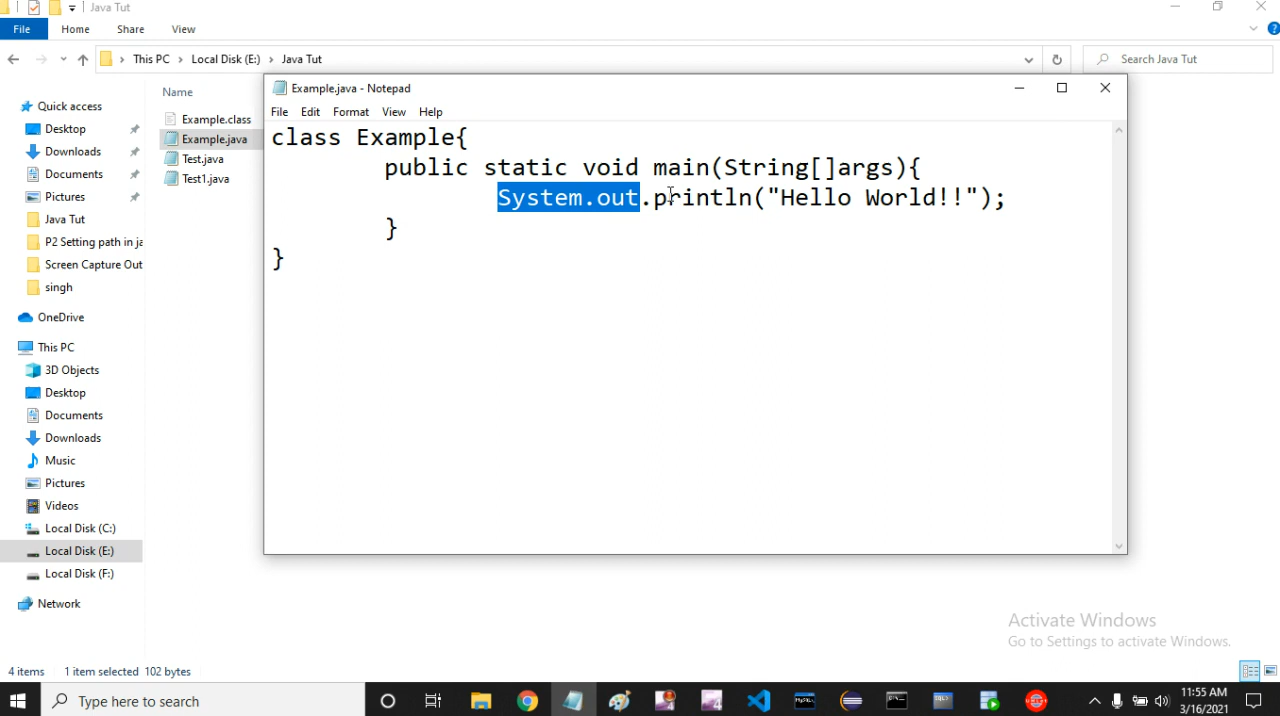 Java Tut
File Home Share View
This PC Local Disk (E:) Java Tut
Search Java Tut
Quick access
Desktop
Downloads
Documents
Pictures
Java Tut
P2 Setting path in ja
Screen Capture Out
singh
OneDrive
This PC
3D Objects
Desktop
Documents
Downloads
Music
Pictures
Videos
Local Disk (C:)
Local Disk (E:)
Local Disk (F:)
Network
Name
Example.class
Example.java
Test.java
Test1.java
Example.java - Notepad
File Edit Format View Help
class Example{
public static void main(String[]args){
System.out.println("Hello World!!");
}
}
Activate Windows
Go to Settings to activate Windows.
4 items 1 item selected 102 bytes
Type here to search
11:55 AM
3/16/2021